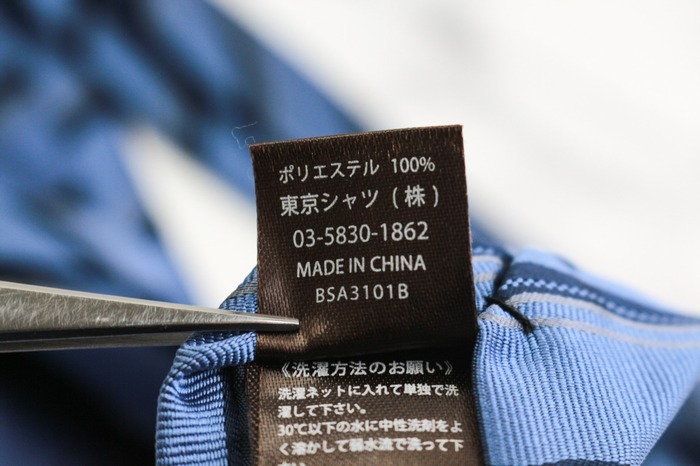 ポリエステル 100%
東京シャツ(株)
03-5830-1862
MADE IN CHINA
BSA3101B
《洗濯方法のお願い》
洗濯ネットに入れて単独で洗
濯して下さい。
30℃以下の水に中性洗剤をよ
く溶かして弱水流で洗って下
さい。